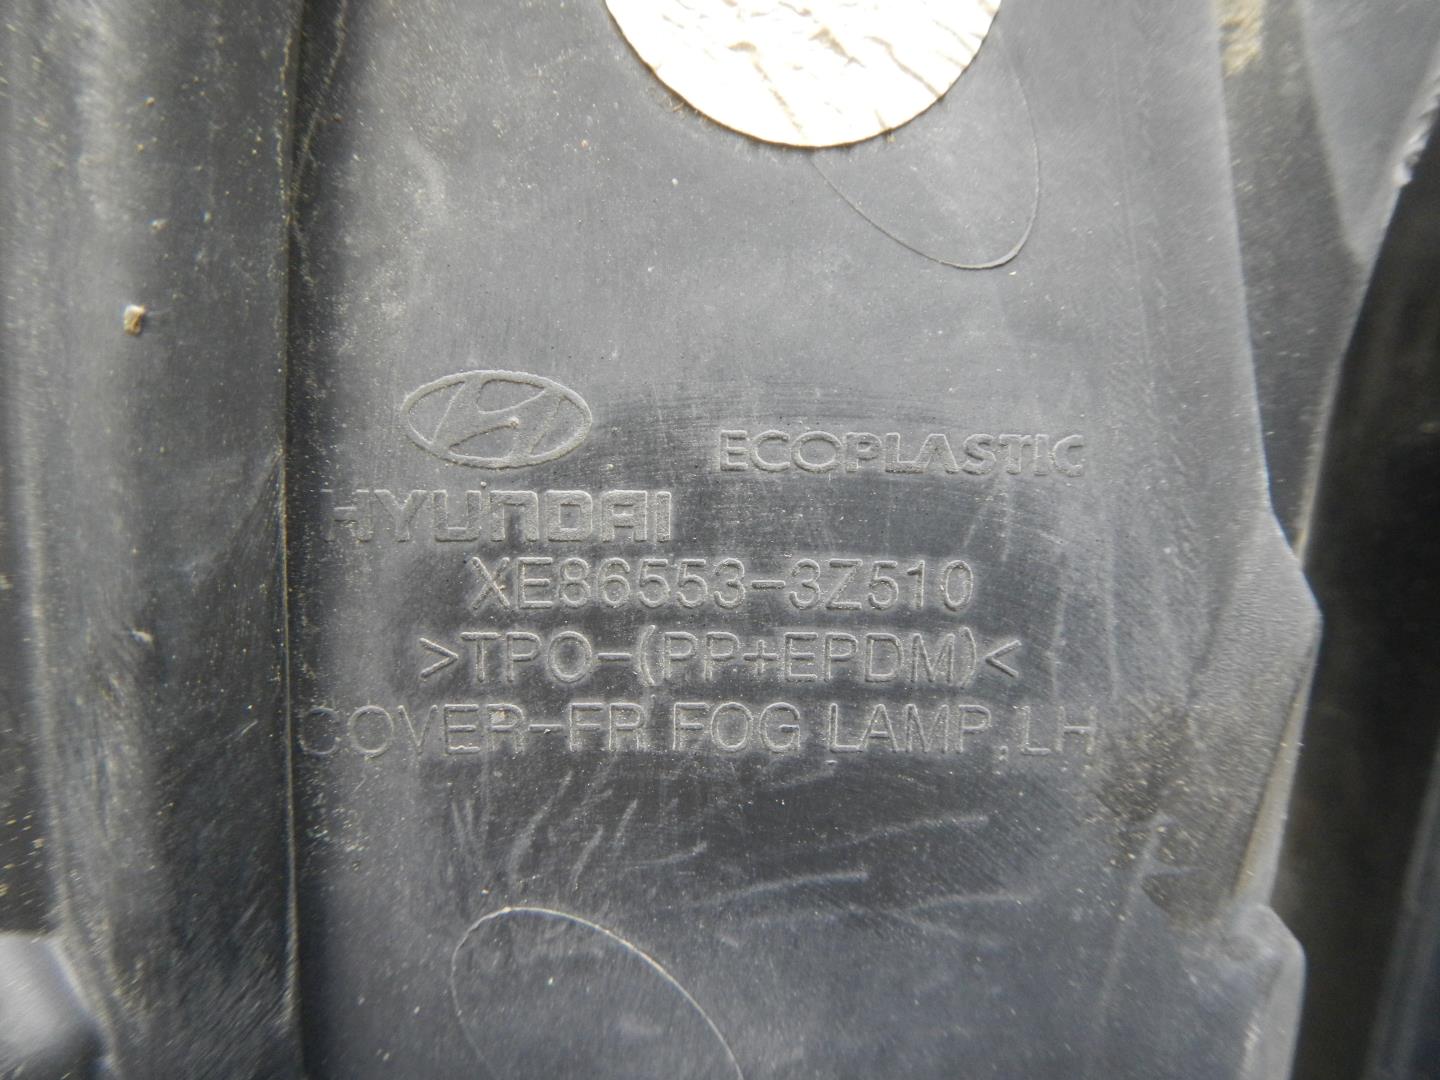 ECOPLASTIC
HYUNDAI
XE86553-3Z510
>TPO-(PP+EPDM)<
COVER-FR FOG LAMP,LH